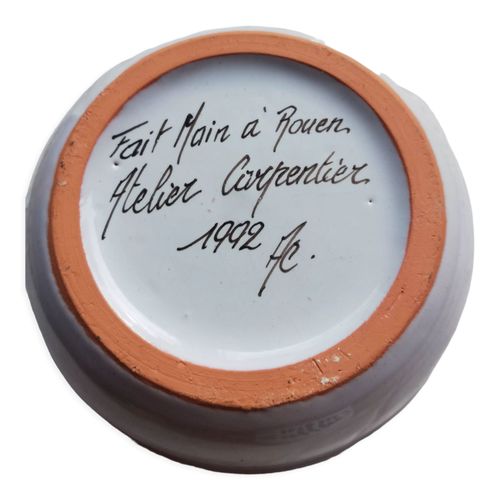 Fait Main à Rouen
Atelier Carpentier
1992 AC.